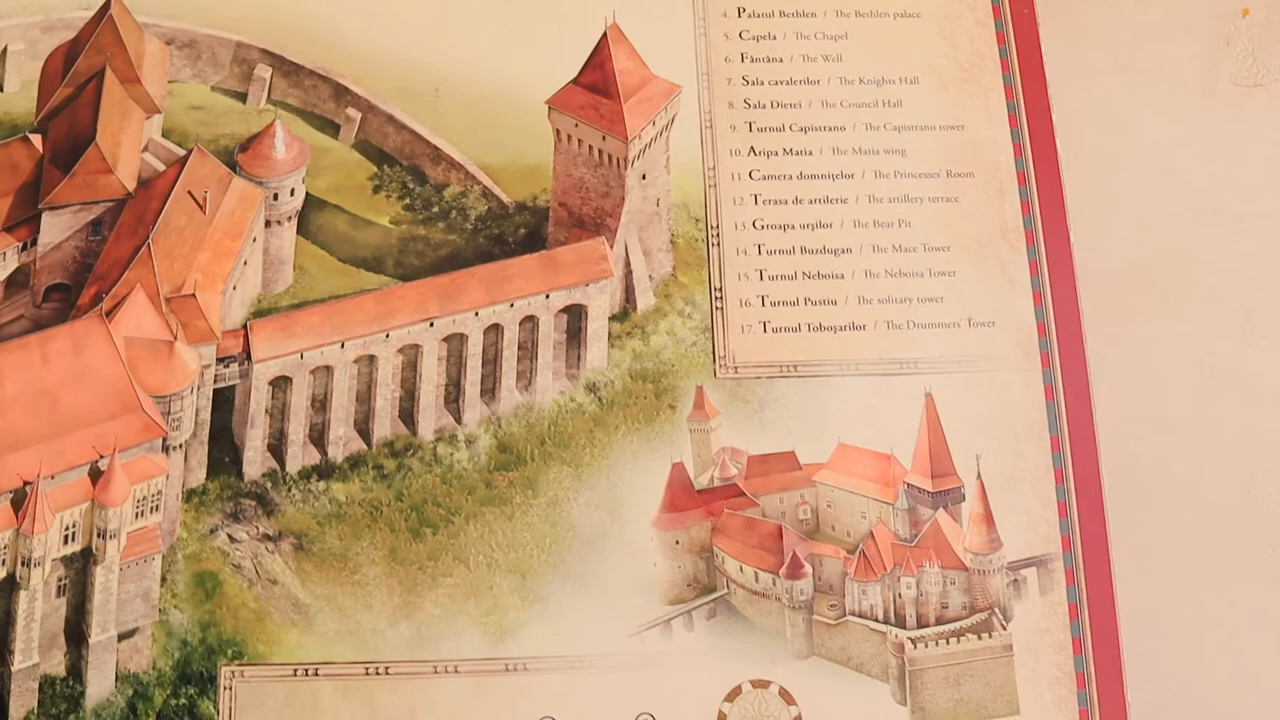 4. Palatul Bethlen / The Bethlen palace
5. Capela / The Chapel
6. Fântâna / The Well
7. Sala cavalerilor / The Knights Hall
8. Sala Dietei / The Council Hall
9. Turnul Capistrano / The Capistrano tower
10. Aripa Matia / The Matia wing
11. Camera domnițelor / The Princesses' Room
12. Terasa de artilerie / The artillery terrace
13. Groapa urșilor / The Bear Pit
14. Turnul Buzdugan / The Mace Tower
15. Turnul Neboisa / The Neboisa Tower
16. Turnul Pustiu / The solitary tower
17. Turnul Toboșarilor / The Drummers' Tower